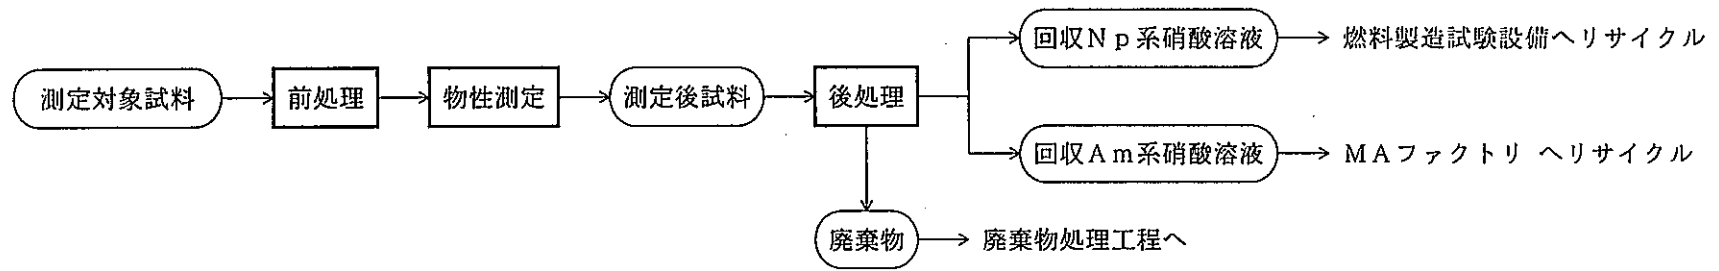 回収Np系硝酸溶液 燃料製造試験設備へリサイクル
測定対象試料 前処理 物性測定 測定後試料 後処理
回収Am系硝酸溶液 MAファクトリ へリサイクル
廃棄物 廃棄物処理工程へ